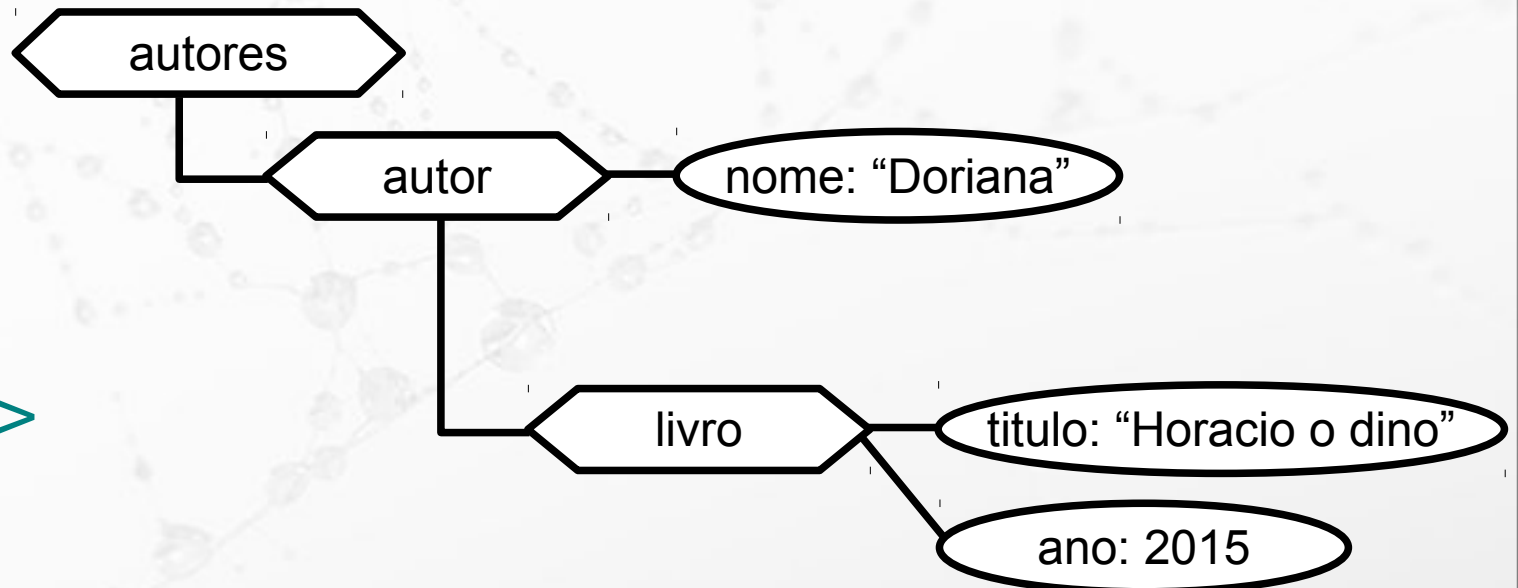 autores
autor
nome: “Doriana”
>
livro
titulo: “Horacio o dino”
ano: 2015